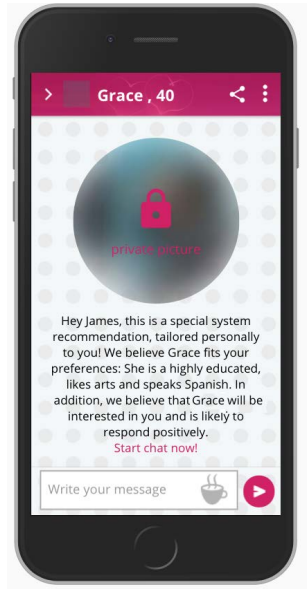 Grace , 40
private picture
Hey James, this is a special system
recommendation, tailored personally
to you! We believe Grace fits your
preferences: She is a highly educated,
likes arts and speaks Spanish. In
addition, we believe that Grace will be
interested in you and is likely to
respond positively.
Start chat now!
Write your message